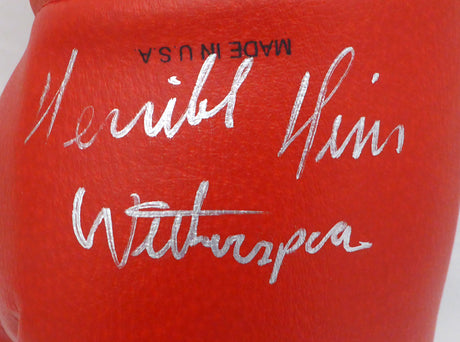 MADE IN U.S.A
Terrible Tim
Witherspoon